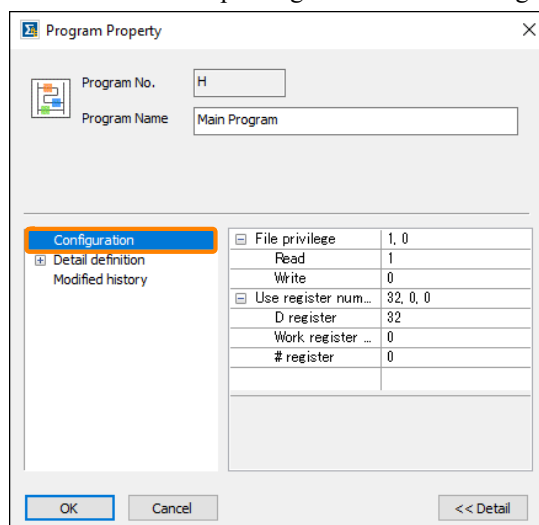 Program Property
Program No. H
Program Name Main Program
Configuration
Detail definition
Modified history
File privilege 1, 0
Read 1
Write 0
Use register num... 32, 0, 0
D register 32
Work register ... 0
# register 0
OK Cancel << Detail